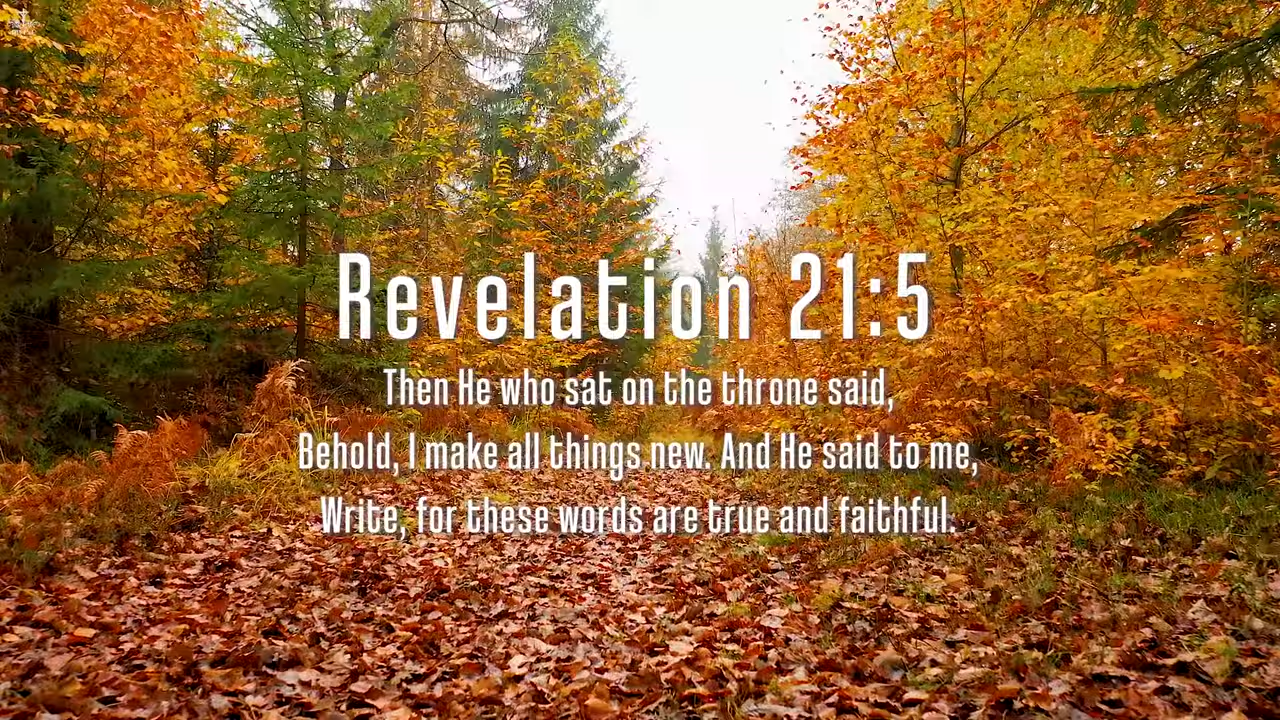 Revelation 21:5
Then He who sat on the throne said,
Behold, I make all things new. And He said to me,
Write, for these words are true and faithful.